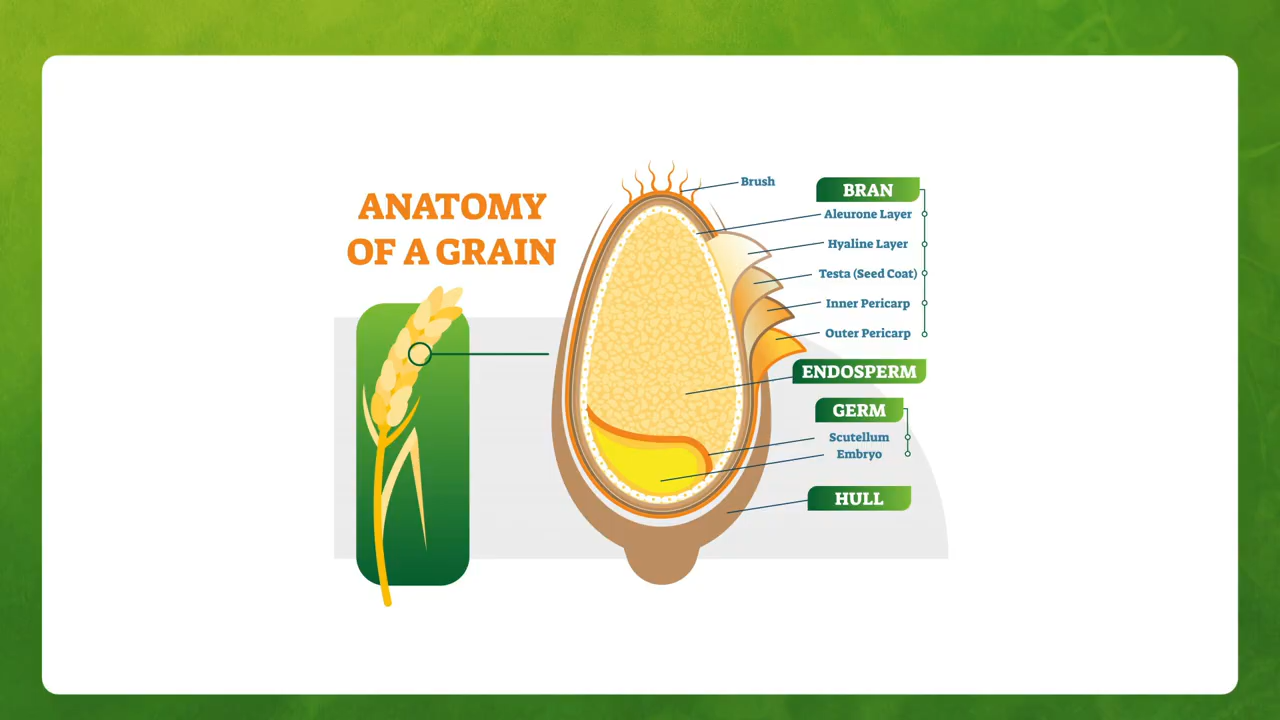 ANATOMY
OF A GRAIN
Brush
BRAN
Aleurone Layer
Hyaline Layer
Testa (Seed Coat)
Inner Pericarp
Outer Pericarp
ENDOSPERM
GERM
Scutellum
Embryo
HULL